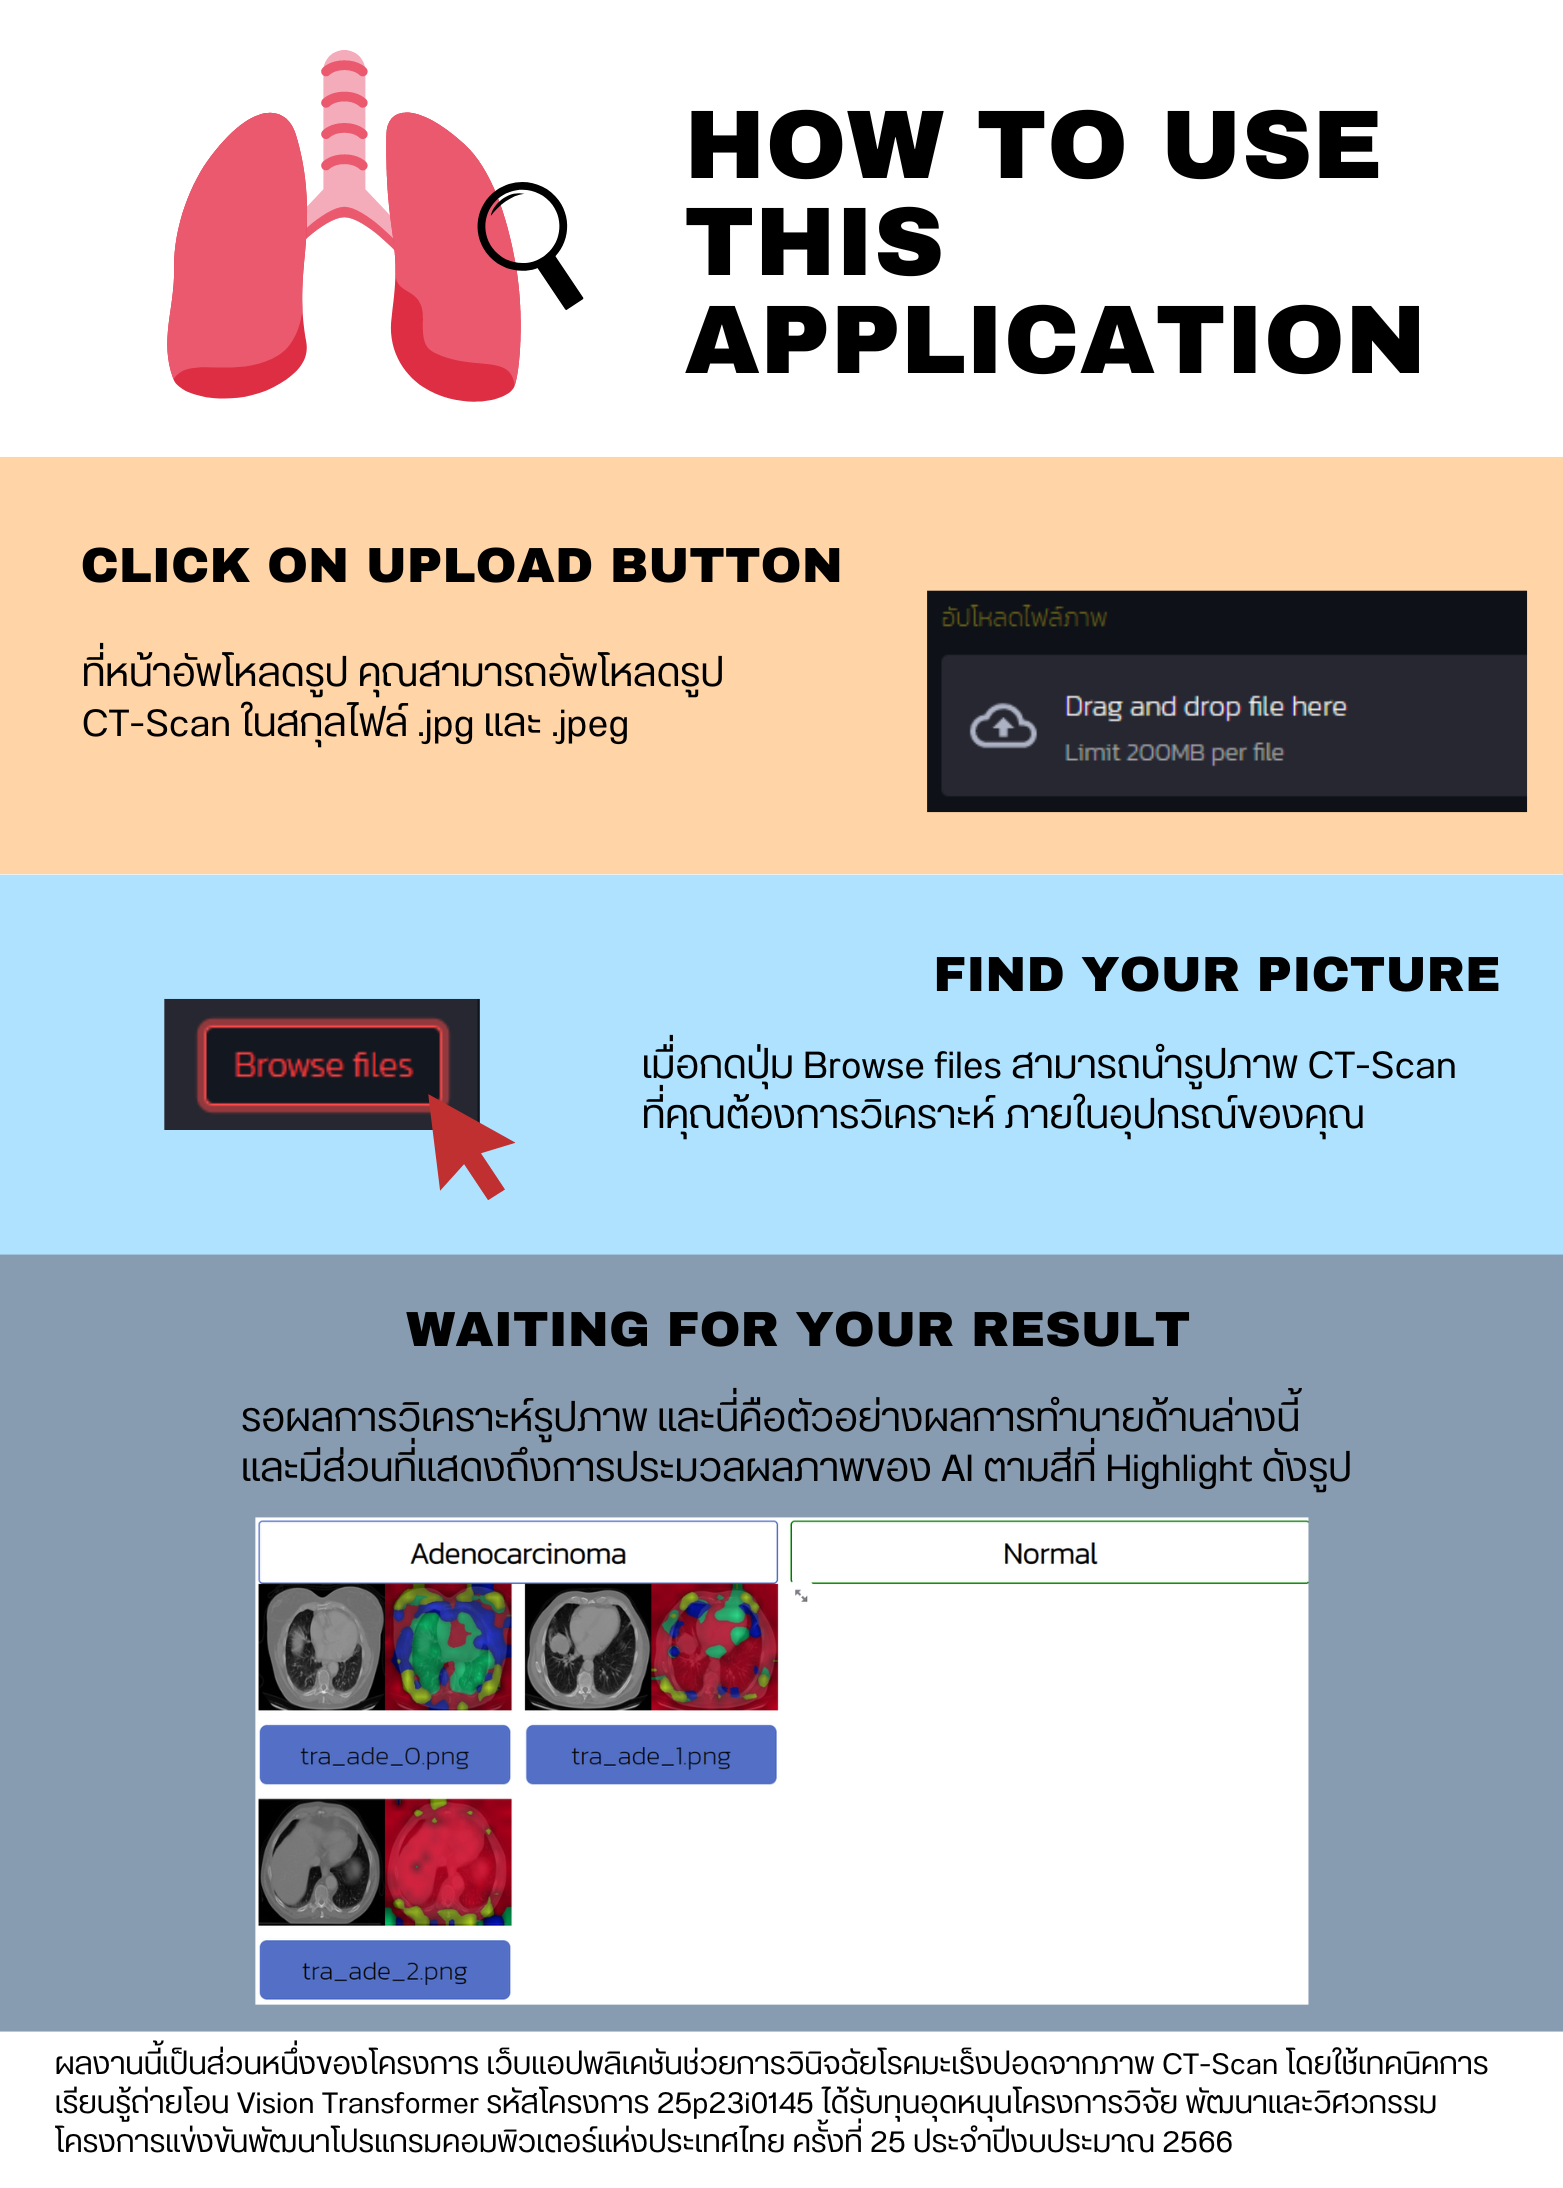 HOW TO USE
THIS
APPLICATION
CLICK ON UPLOAD BUTTON
ที่หน้าอัพโหลดรูป คุณสามารถอัพโหลดรูป
CT-Scan ในสกุลไฟล์ .jpg และ .jpeg
อัปโหลดไฟล์ภาพ
Drag and drop file here
Limit 200MB per file
FIND YOUR PICTURE
Browse files
เมื่อกดปุ่ม Browse files สามารถนำรูปภาพ CT-Scan
ที่คุณต้องการวิเคราะห์ ภายในอุปกรณ์ของคุณ
WAITING FOR YOUR RESULT
รอผลการวิเคราะห์รูปภาพ และนี่คือตัวอย่างผลการทำนายด้านล่างนี้
และมีส่วนที่แสดงถึงการประมวลผลภาพของ AI ตามสีที่ Highlight ดังรูป
Adenocarcinoma
Normal
tra_ade_0.png
tra_ade_1.png
tra_ade_2.png
ผลงานนี้เป็นส่วนหนึ่งของโครงการ เว็บแอปพลิเคชันช่วยการวินิจฉัยโรคมะเร็งปอดจากภาพ CT-Scan โดยใช้เทคนิคการ
เรียนรู้ถ่ายโอน Vision Transformer รหัสโครงการ 25p23i0145 ได้รับทุนอุดหนุนโครงการวิจัย พัฒนาและวิศวกรรม
โครงการแข่งขันพัฒนาโปรแกรมคอมพิวเตอร์แห่งประเทศไทย ครั้งที่ 25 ประจำปีงบประมาณ 2566